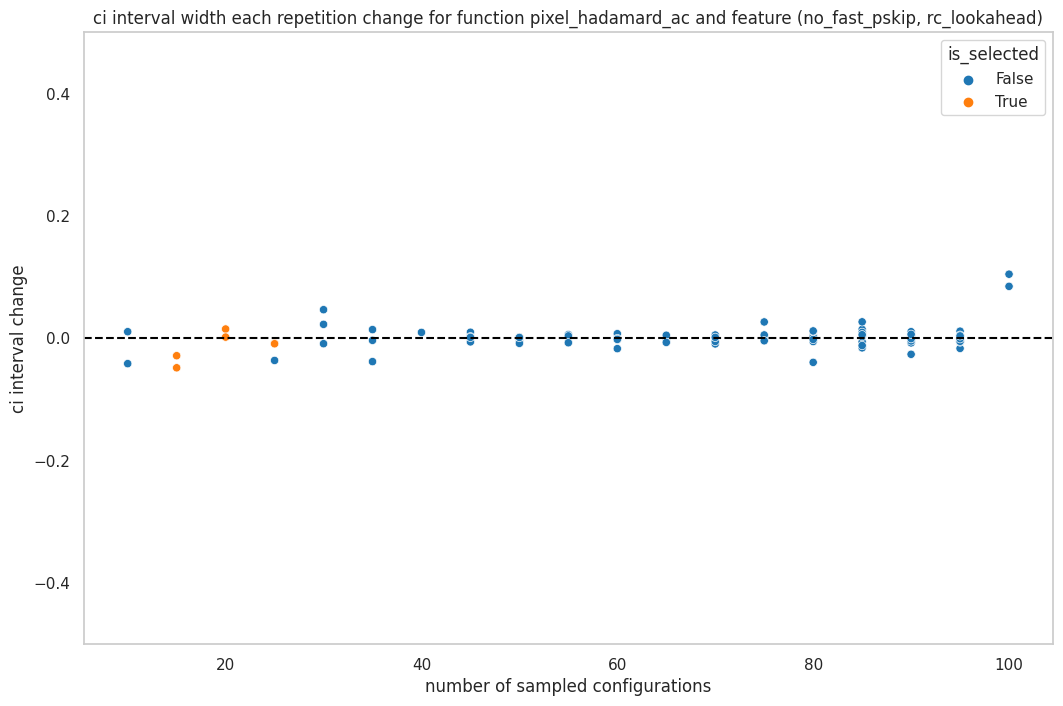 ci interval width each repetition change for function pixel_hadamard_ac and feature (no_fast_pskip, rc_lookahead)
is_selected
False
True
0.4
0.2
0.0
−0.2
−0.4
ci interval change
20 40 60 80 100
number of sampled configurations